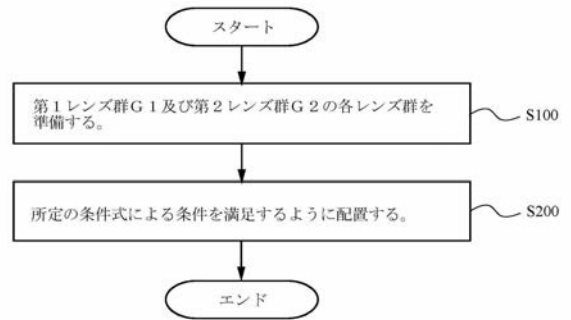 スタート
第１レンズ群Ｇ１及び第２レンズ群Ｇ２の各レンズ群を
準備する。
S100
所定の条件式による条件を満足するように配置する。
S200
エンド